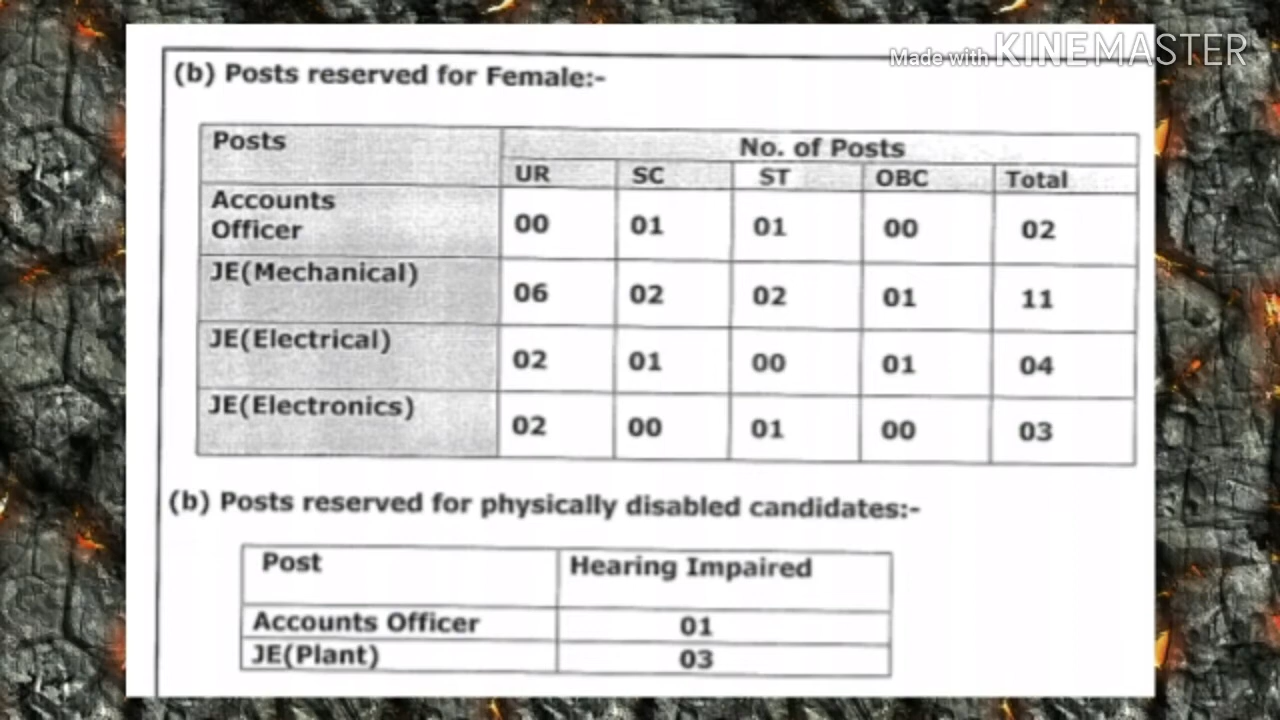 Made with KINEMASTER
(b) Posts reserved for Female:-
Posts No. of Posts
UR SC ST OBC Total
Accounts
Officer 00 01 01 00 02
JE(Mechanical) 06 02 02 01 11
JE(Electrical) 02 01 00 01 04
JE(Electronics) 02 00 01 00 03
(b) Posts reserved for physically disabled candidates:-
Post Hearing Impaired
Accounts Officer 01
JE(Plant) 03